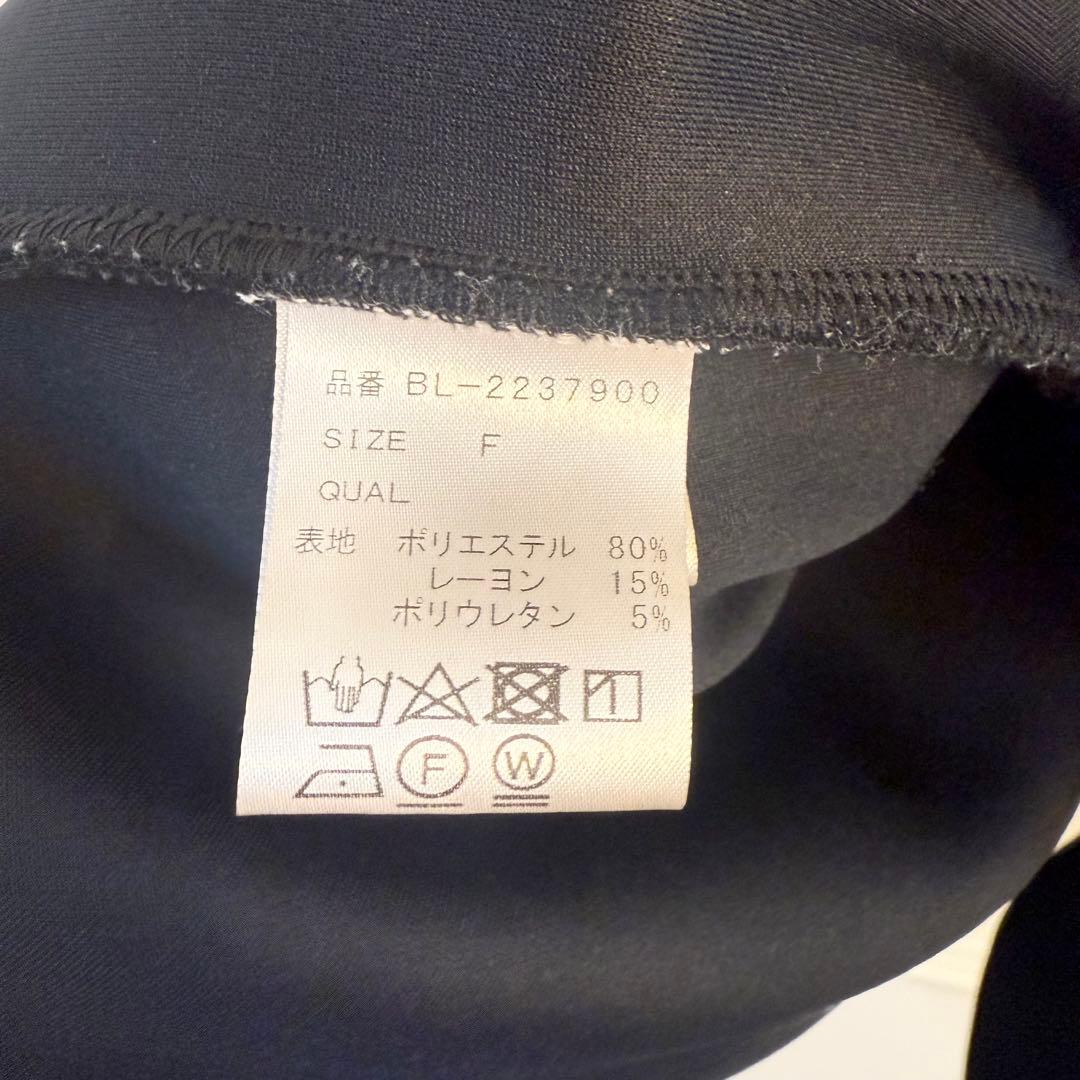 品番 BL-2237900
SIZE F
QUAL
表地 ポリエステル 80%
レーヨン 15%
ポリウレタン 5%
F W